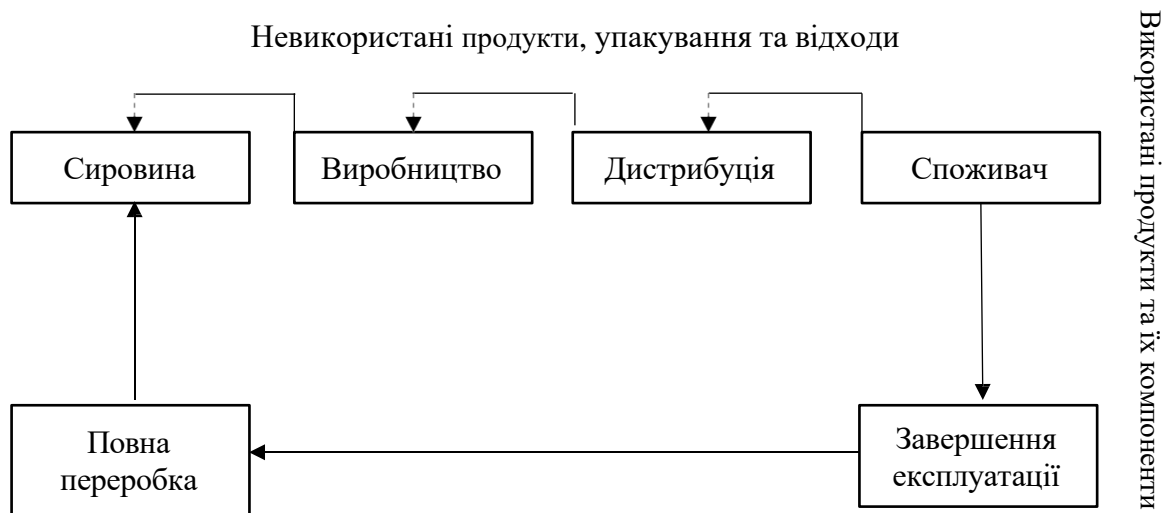 Невикористані продукти, упакування та відходи
Сировина
Виробництво
Дистрибуція
Споживач
Використані продукти та їх компоненти
Повна
переробка
Завершення
експлуатації